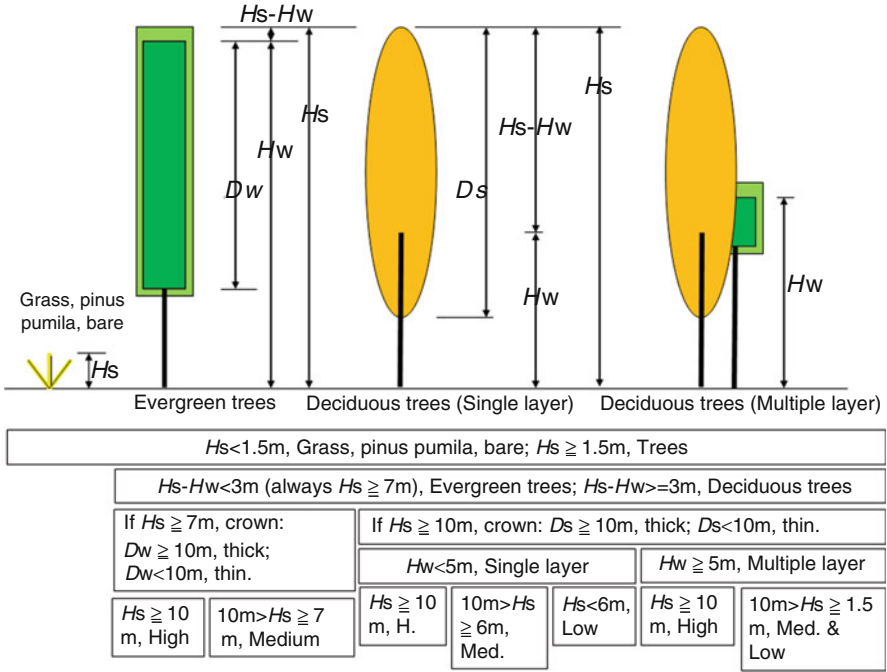 Hs-Hw
Hs
Hw
Dw
Hs-Hw
Ds
Hw
Hs
Hw
Grass, pinus
pumila, bare
Hs
Evergreen trees
Deciduous trees (Single layer)
Deciduous trees (Multiple layer)
Hs<1.5m, Grass, pinus pumila, bare; Hs ≧ 1.5m, Trees
Hs-Hw<3m (always Hs ≧ 7m), Evergreen trees; Hs-Hw>=3m, Deciduous trees
If Hs ≧ 7m, crown:
Dw ≧ 10m, thick;
Dw<10m, thin.
If Hs ≧ 10m, crown: Ds ≧ 10m, thick; Ds<10m, thin.
Hw<5m, Single layer
Hw ≧ 5m, Multiple layer
Hs ≧ 10
m, High
10m>Hs ≧ 7
m, Medium
Hs ≧ 10
m, H.
10m>Hs
≧ 6m,
Med.
Hs<6m,
Low
Hs ≧ 10
m, High
10m>Hs ≧ 1.5
m, Med. &
Low